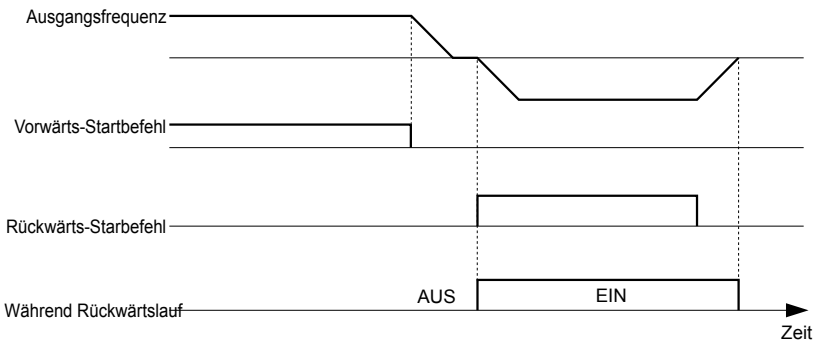 Ausgangsfrequenz
Vorwärts-Startbefehl
Rückwärts-Starbefehl
Während Rückwärtslauf
AUS
EIN
Zeit